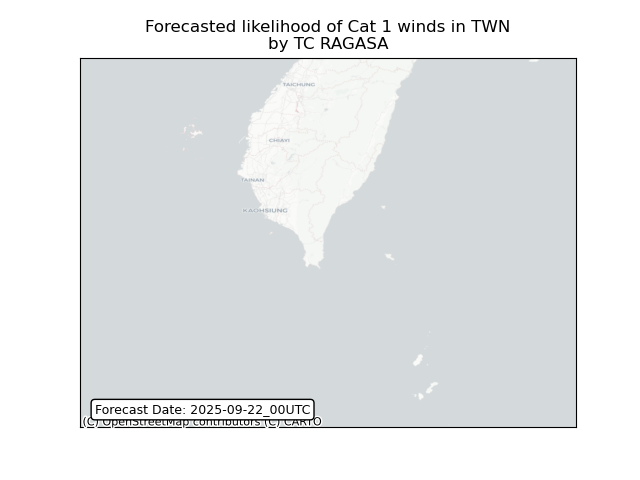 Forecasted likelihood of Cat 1 winds in TWN
by TC RAGASA
TAICHUNG
CHIAYI
TAINAN
KAOHSIUNG
Forecast Date: 2025-09-22_00UTC
(C) OpenStreetMap contributors (C) CARTO